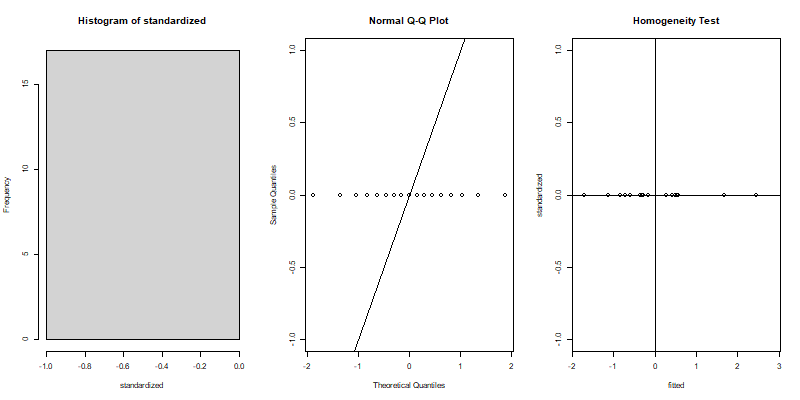 Histogram of standardized
Frequency
15
10
5
0
-1.0 -0.8 -0.6 -0.4 -0.2 0.0
standardized
Normal Q-Q Plot
Sample Quantiles
1.0
0.5
0.0
-0.5
-1.0
-2 -1 0 1 2
Theoretical Quantiles
Homogeneity Test
standardized
1.0
0.5
0.0
-0.5
-1.0
-2 -1 0 1 2 3
fitted